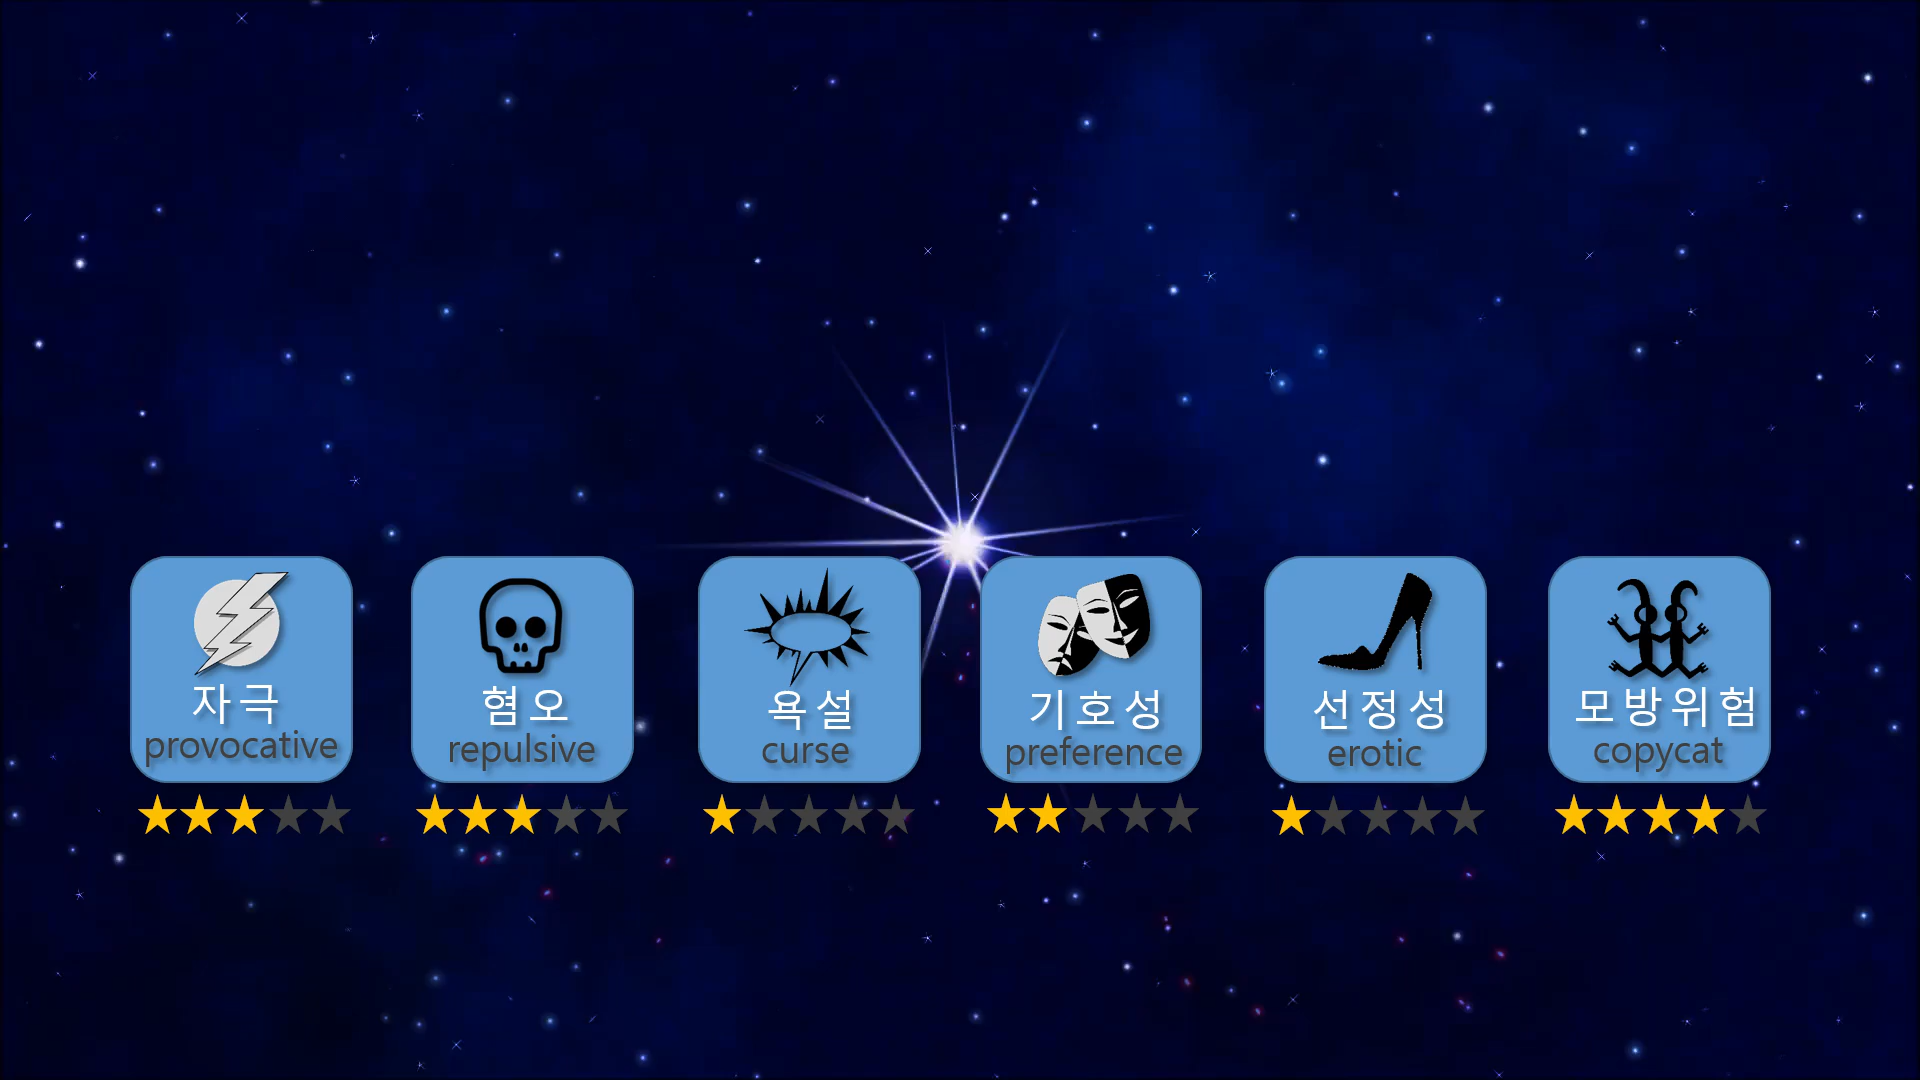 자극
provocative
혐오
repulsive
욕설
curse
기호성
preference
선정성
erotic
모방위험
copycat